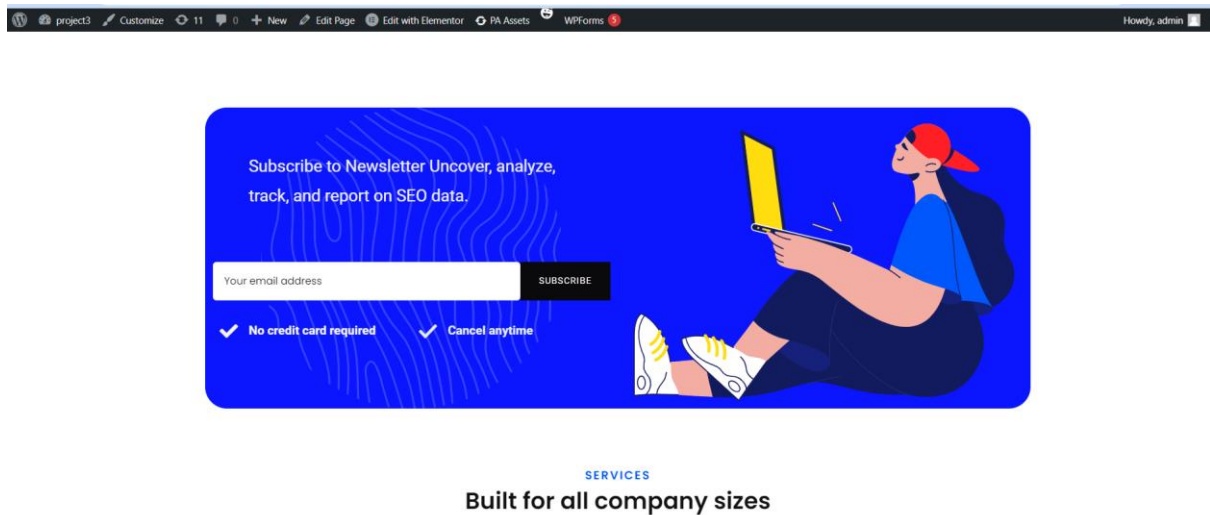 project3 Customize 11 0 New Edit Page Edit with Elementor PA Assets WPForms 5 Howdy, admin
Subscribe to Newsletter Uncover, analyze,
track, and report on SEO data.
Your email address SUBSCRIBE
No credit card required Cancel anytime
SERVICES
Built for all company sizes